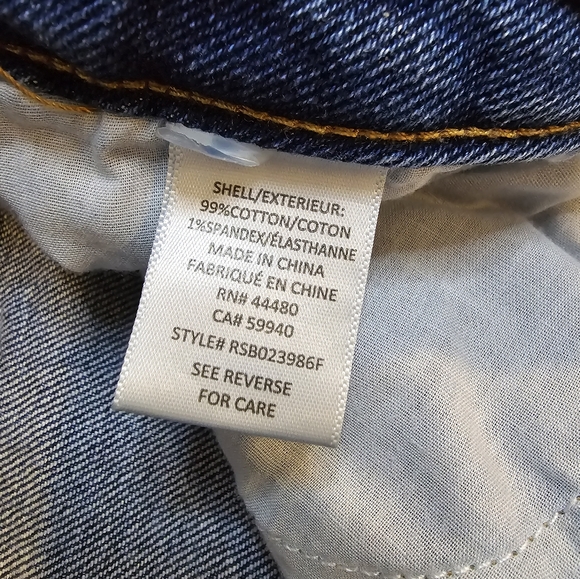 SHELL/EXTERIEUR:
99%COTTON/COTON
1%SPANDEX/ÉLASTHANNE
MADE IN CHINA
FABRIQUÉ EN CHINE
RN# 44480
CA# 59940
STYLE# RSB023986F
SEE REVERSE
FOR CARE